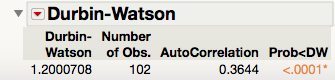 Durbin-Watson
Durbin- Number
Watson of Obs. AutoCorrelation Prob<DW
1.2000708 102 0.3644 <.0001*